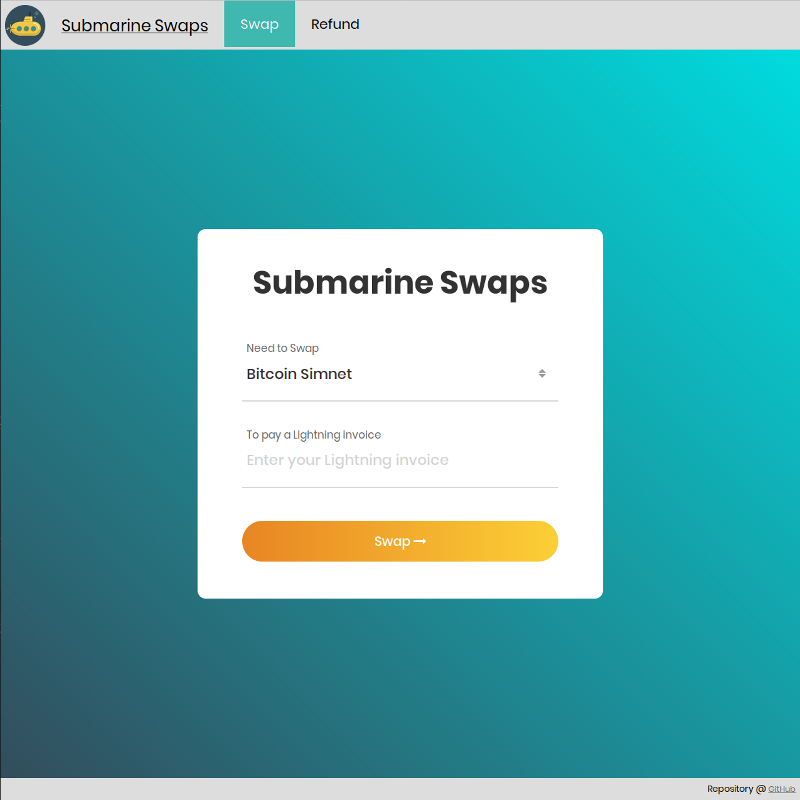 Submarine Swaps
Swap
Refund
Submarine Swaps
Need to Swap
Bitcoin Simnet
To pay a Lightning invoice
Enter your Lightning invoice
Swap
Repository @ GitHub